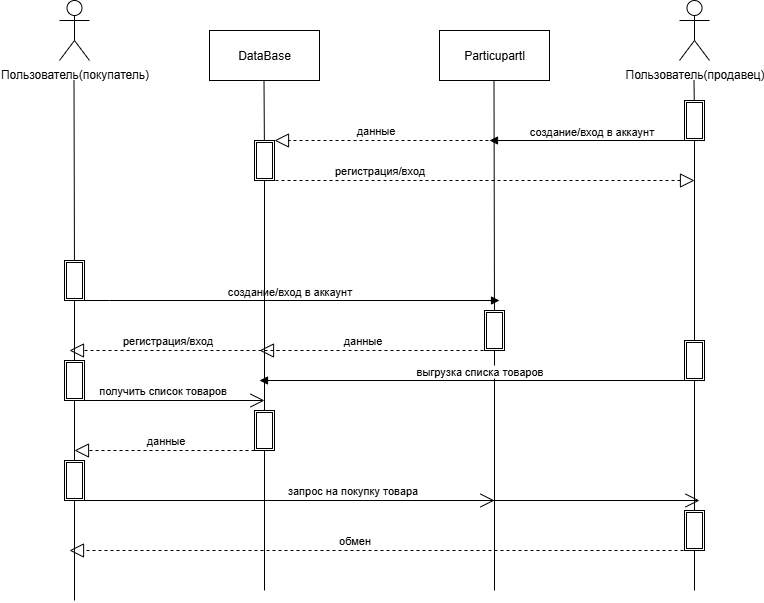 Пользователь(покупатель)
DataBase
Particupartl
Пользователь(продавец)
данные
создание/вход в аккаунт
регистрация/вход
создание/вход в аккаунт
регистрация/вход
данные
выгрузка списка товаров
получить список товаров
данные
запрос на покупку товара
обмен